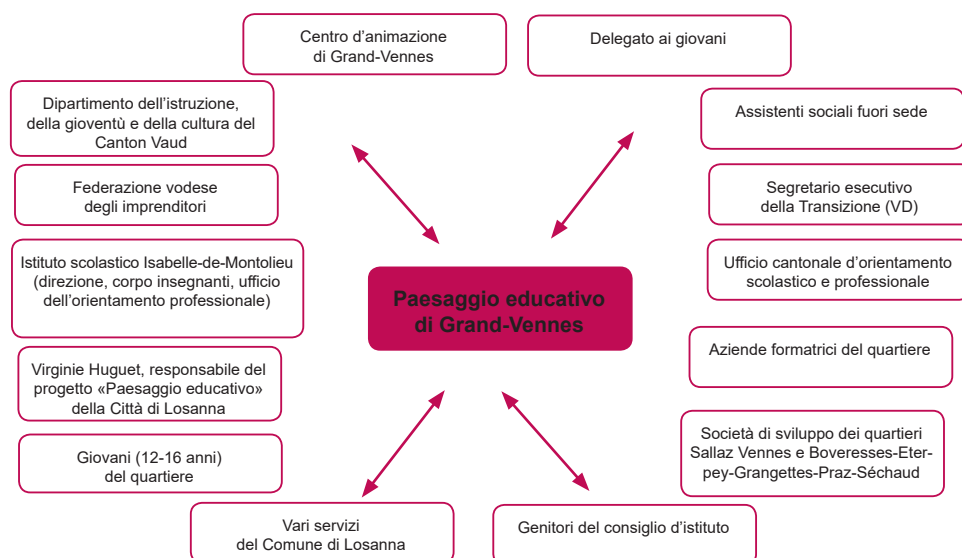 Centro d'animazione
di Grand-Vennes
Delegato ai giovani
Dipartimento dell'istruzione,
della gioventù e della cultura del
Canton Vaud
Assistenti sociali fuori sede
Federazione vodese
degli imprenditori
Segretario esecutivo
della Transizione (VD)
Istituto scolastico Isabelle-de-Montolieu
(direzione, corpo insegnanti, ufficio
dell'orientamento professionale)
Ufficio cantonale d'orientamento
scolastico e professionale
Paesaggio educativo
di Grand-Vennes
Aziende formatrici del quartiere
Virginie Huguet, responsabile del
progetto «Paesaggio educativo»
della Città di Losanna
Società di sviluppo dei quartieri
Sallaz Vennes e Boveresses-Eter-
pey-Grangettes-Praz-Séchaud
Giovani (12-16 anni)
del quartiere
Vari servizi
del Comune di Losanna
Genitori del consiglio d'istituto